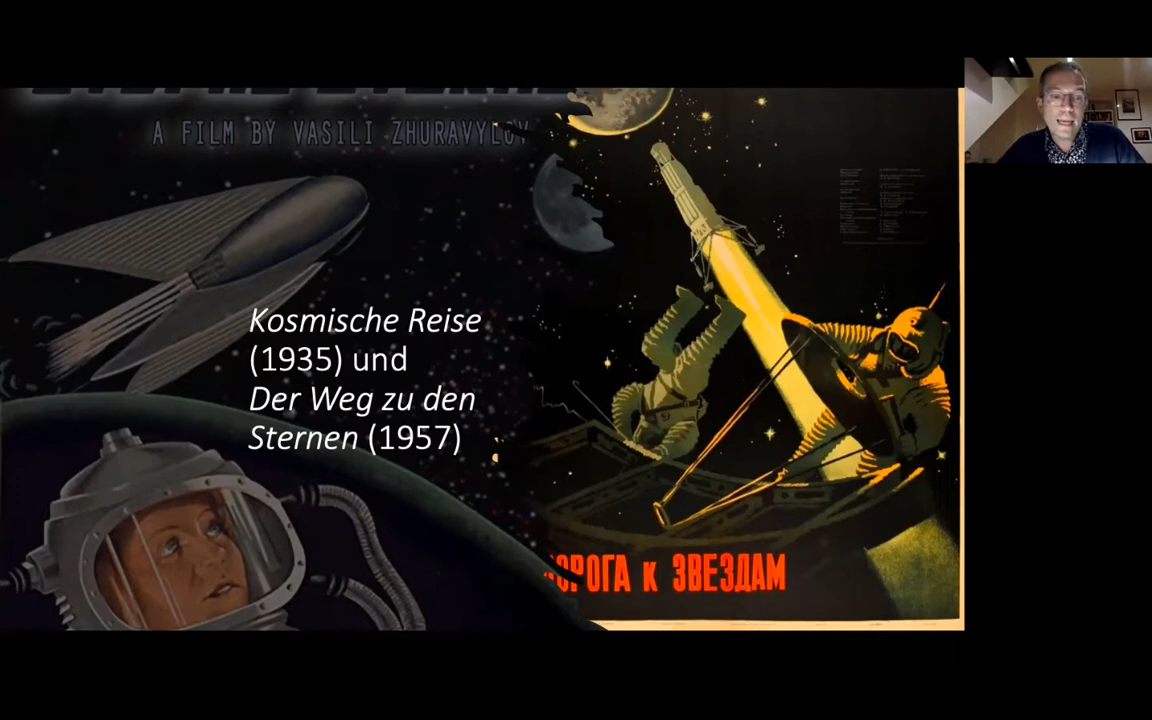 A FILM BY VASILI ZHURAVYLOV
Kosmische Reise
(1935) und
Der Weg zu den
Sternen (1957)
ОРОГА К ЗВЕЗДАМ